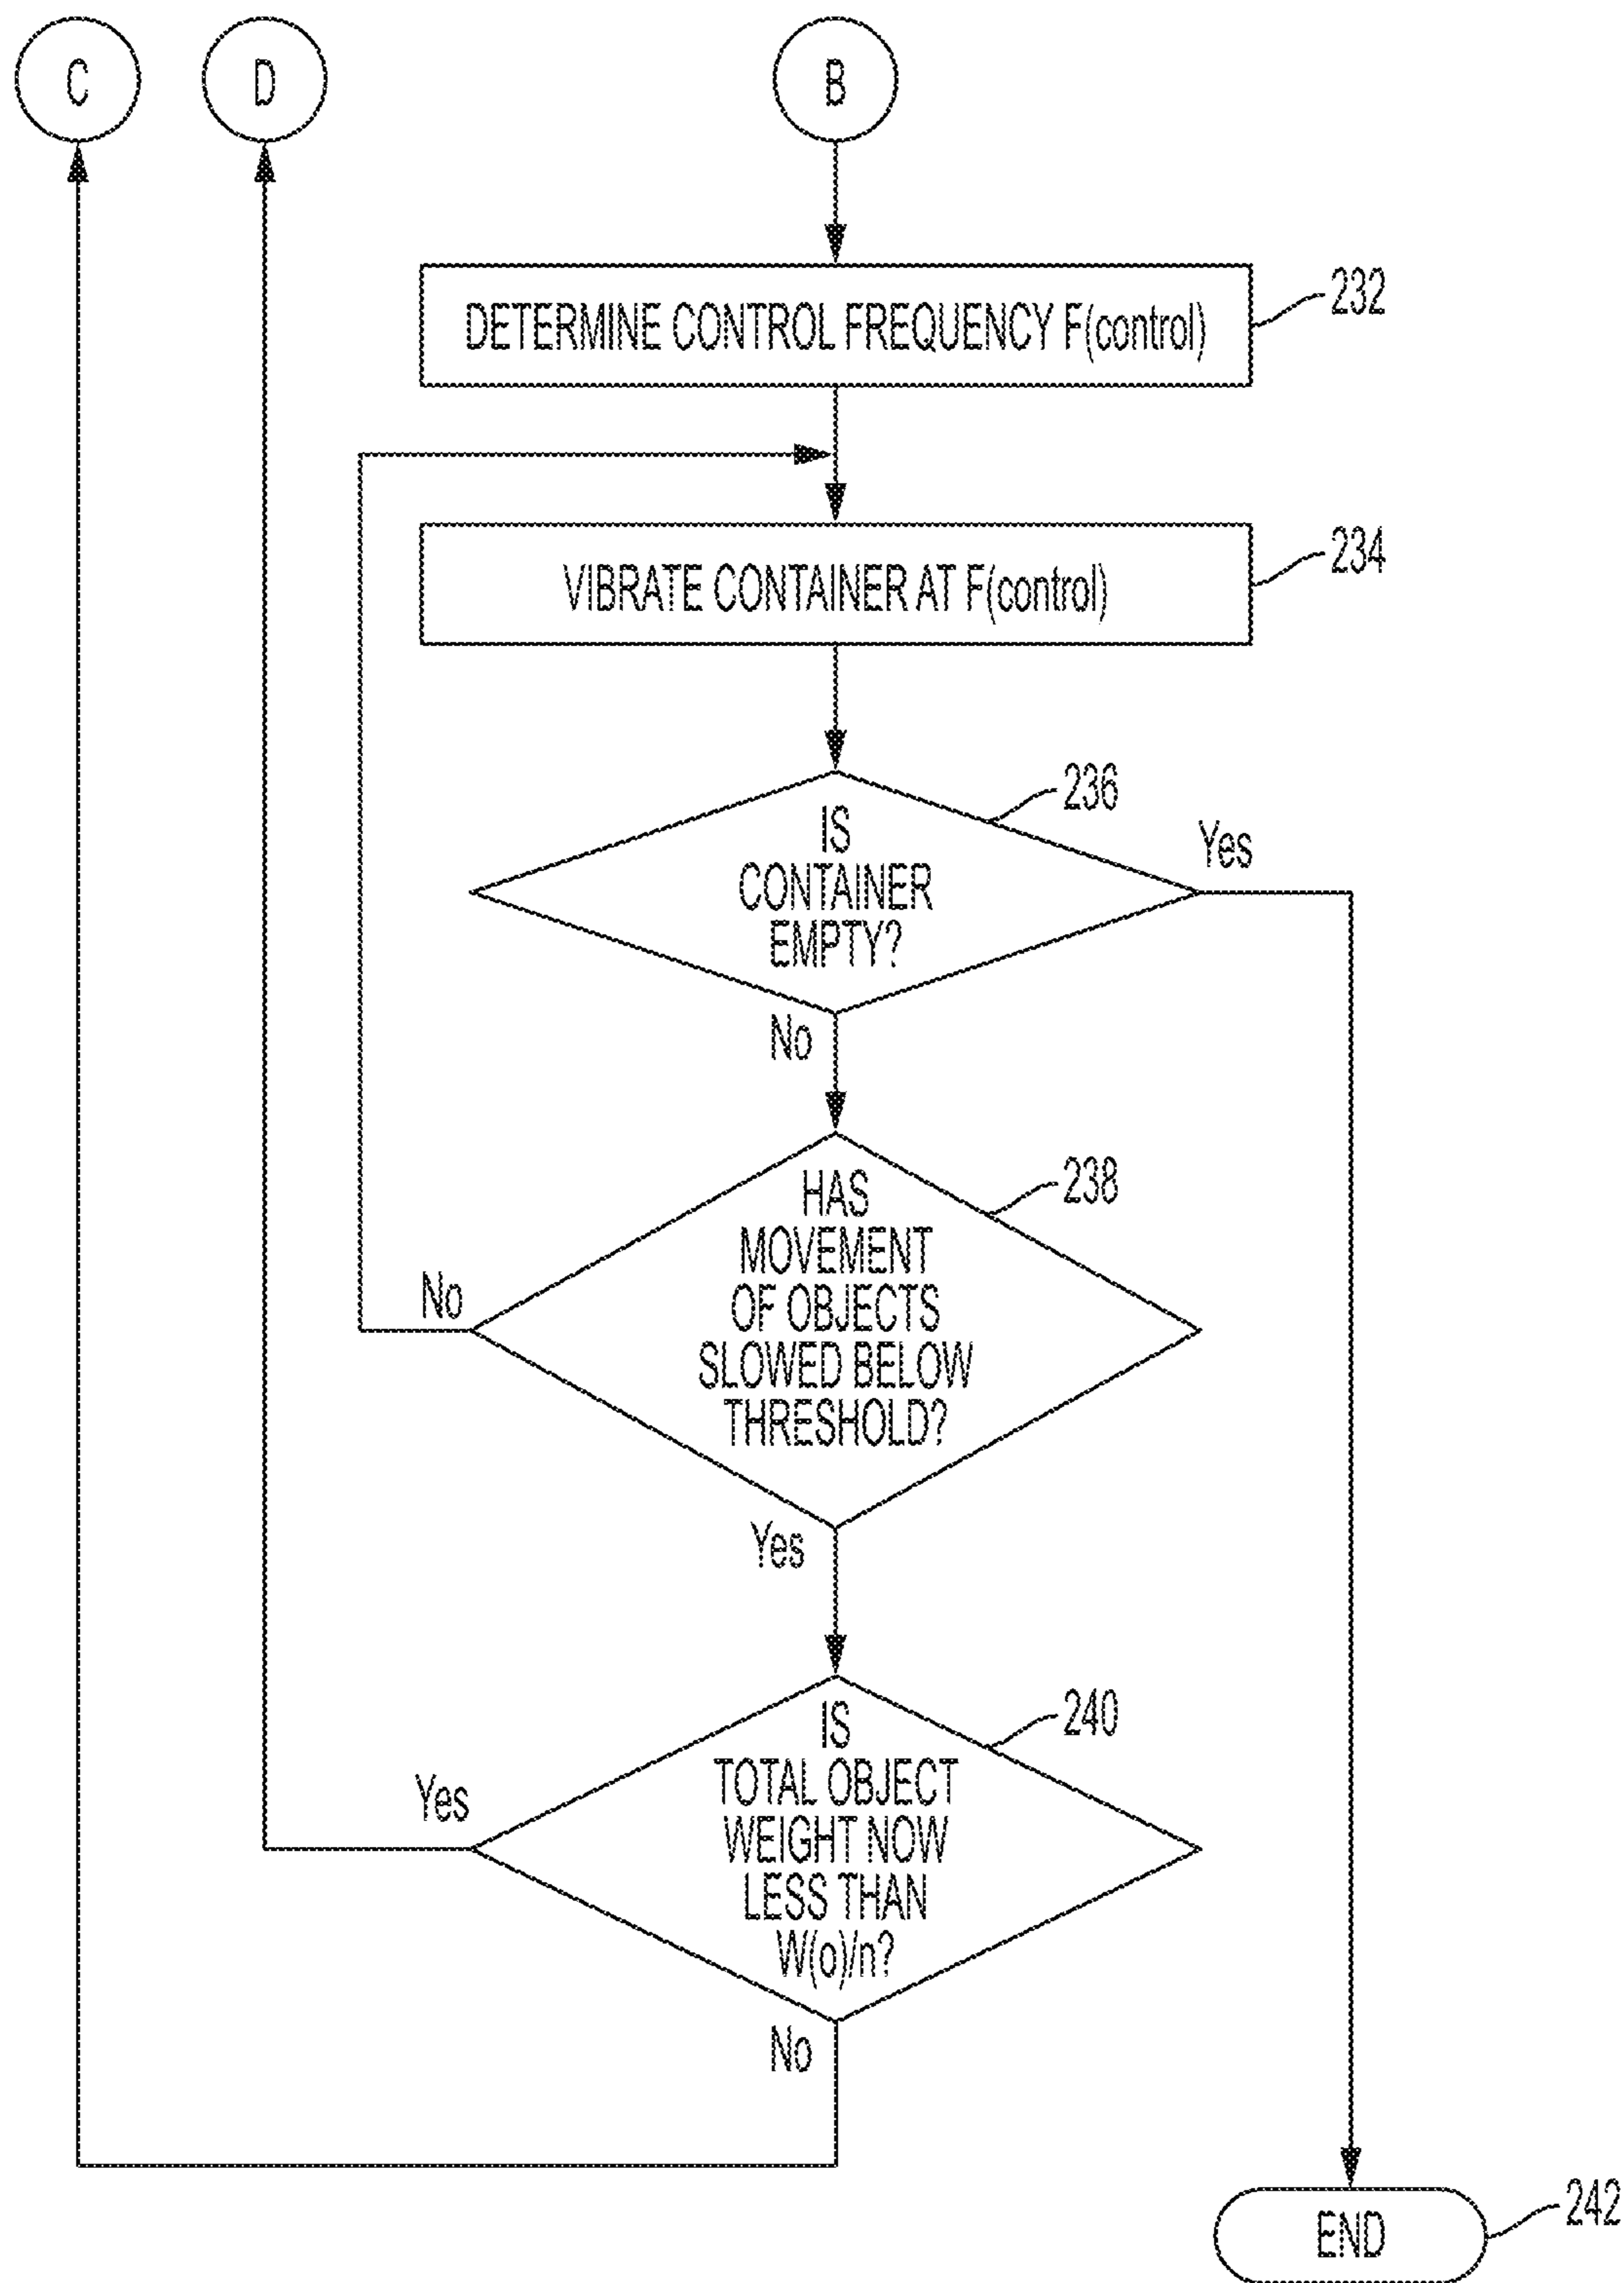 C
D
B
DETERMINE CONTROL FREQUENCY F(control)
232
VIBRATE CONTAINER AT F(control)
234
236
IS
CONTAINER
EMPTY?
Yes
No
238
HAS
MOVEMENT
OF OBJECTS
SLOWED BELOW
THRESHOLD?
No
Yes
240
IS
TOTAL OBJECT
WEIGHT NOW
LESS THAN
W(o)/n?
Yes
No
END
242